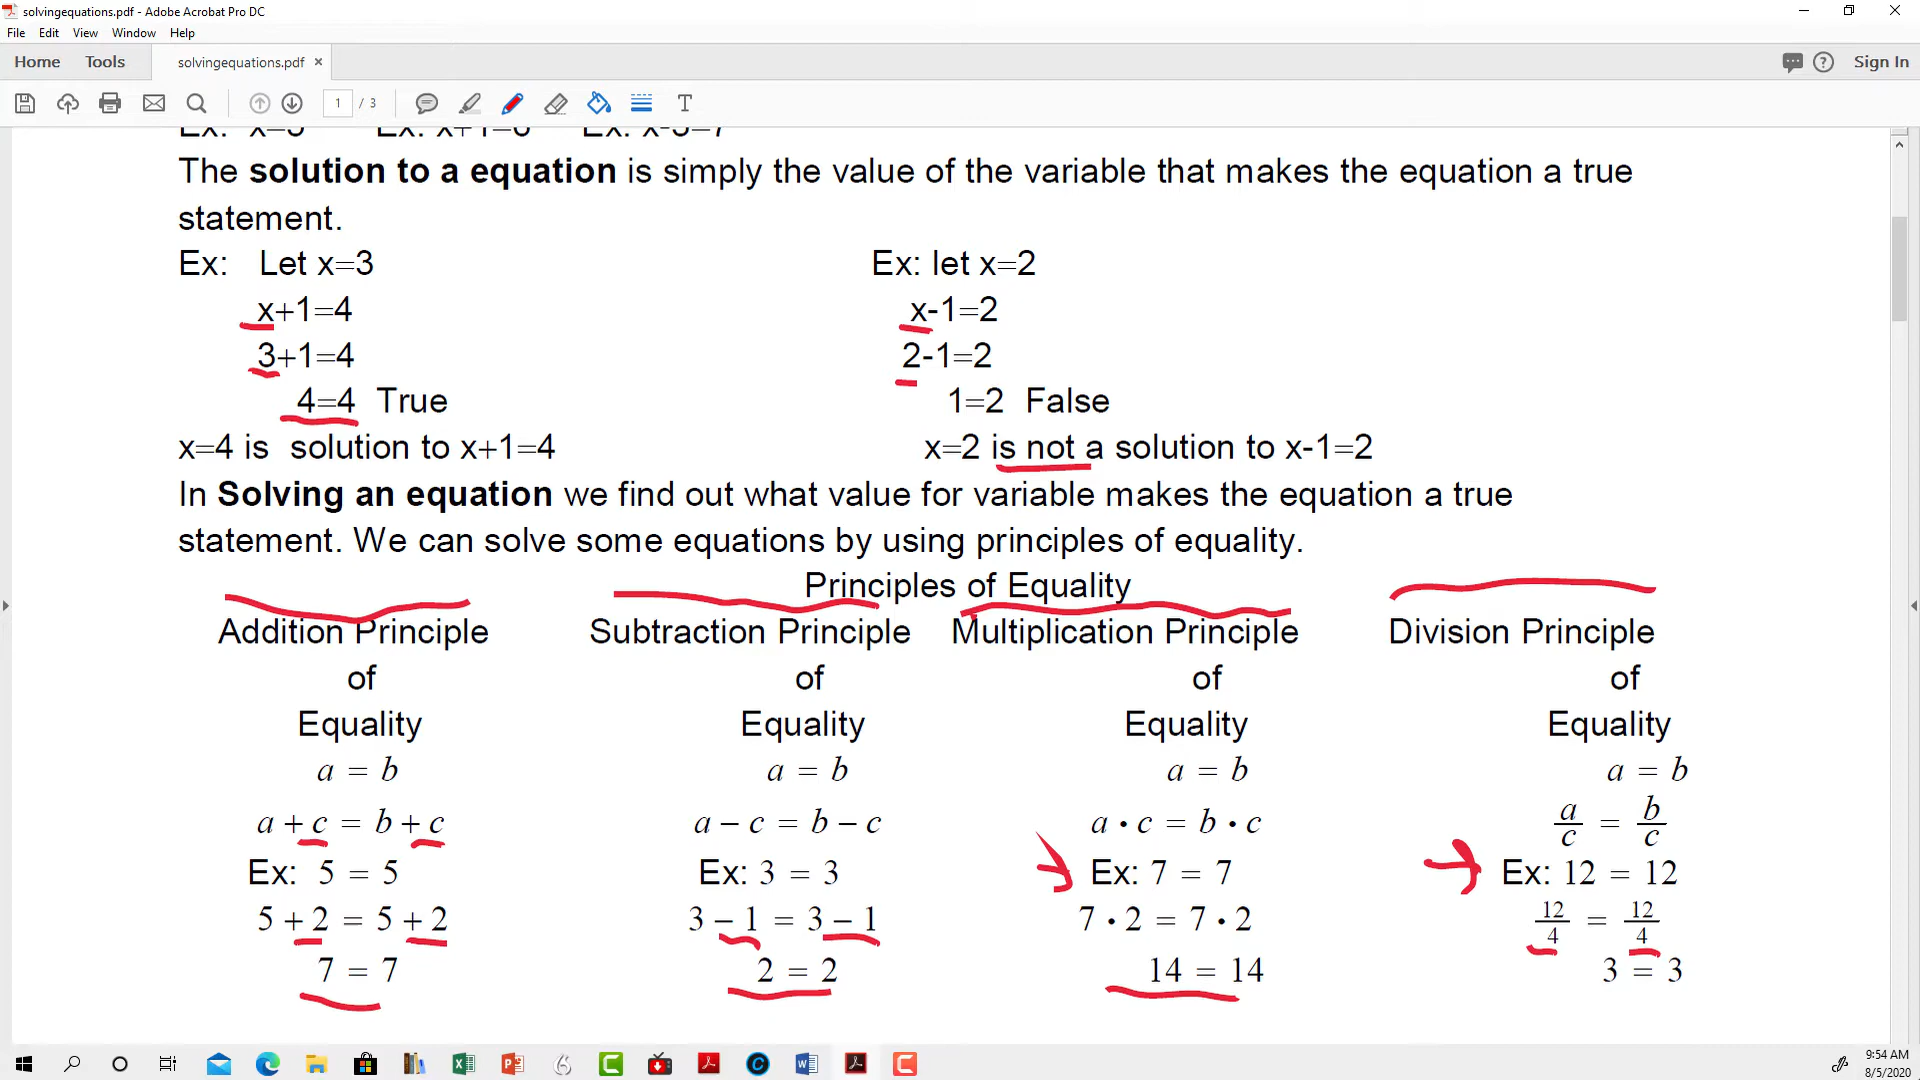 solvingequations.pdf - Adobe Acrobat Pro DC
File Edit View Window Help
Home Tools solvingequations.pdf × Sign In
1 / 3
Ex: x=5 Ex: x+1=6 Ex: x-5=7
The solution to a equation is simply the value of the variable that makes the equation a true
statement.
Ex: Let x=3 Ex: let x=2
x+1=4 x-1=2
3+1=4 2-1=2
4=4 True 1=2 False
x=4 is solution to x+1=4 x=2 is not a solution to x-1=2
In Solving an equation we find out what value for variable makes the equation a true
statement. We can solve some equations by using principles of equality.
Principles of Equality
Addition Principle Subtraction Principle Multiplication Principle Division Principle
of of of of
Equality Equality Equality Equality
a = b a = b a = b a = b
a + c = b + c a − c = b − c a • c = b • c a/c = b/c
Ex: 5 = 5 Ex: 3 = 3 Ex: 7 = 7 Ex: 12 = 12
5 + 2 = 5 + 2 3 − 1 = 3 − 1 7 • 2 = 7 • 2 12/4 = 12/4
7 = 7 2 = 2 14 = 14 3 = 3
9:54 AM
8/5/2020